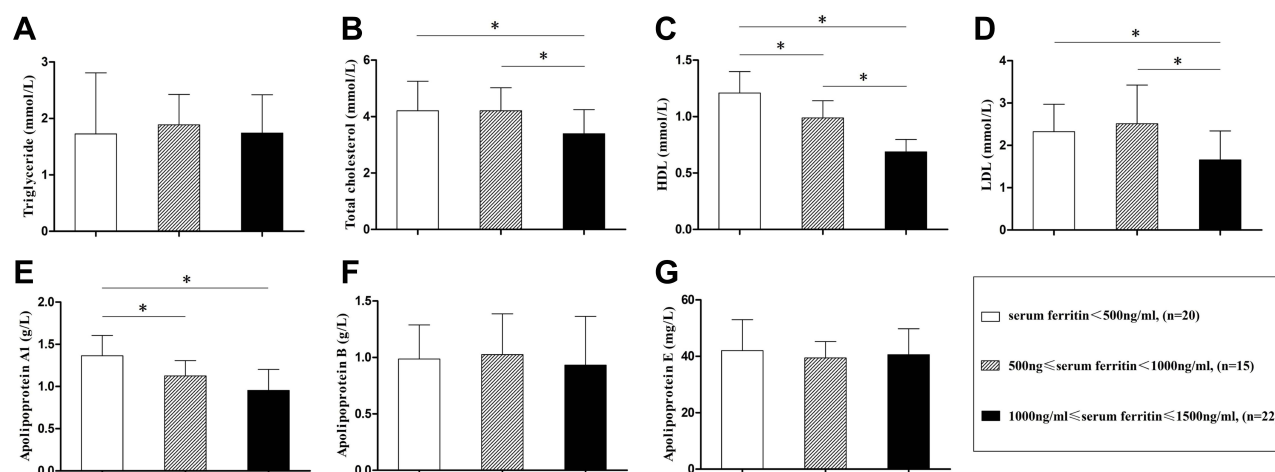 A
Triglyceride (mmol/L)
3
2
1
0
B
Total cholesterol (mmol/L)
6
4
2
0
*
*
C
HDL (mmol/L)
1.5
1.0
0.5
0.0
*
*
*
D
LDL (mmol/L)
4
3
2
1
0
*
*
E
Apolipoprotein A1 (g/L)
2.0
1.5
1.0
0.5
0.0
*
*
F
Apolipoprotein B (g/L)
1.5
1.0
0.5
0.0
G
Apolipoprotein E (mg/L)
60
40
20
0
serum ferritin<500ng/ml, (n=20)
500ng≤serum ferritin<1000ng/ml, (n=15)
1000ng/ml≤serum ferritin≤1500ng/ml, (n=22